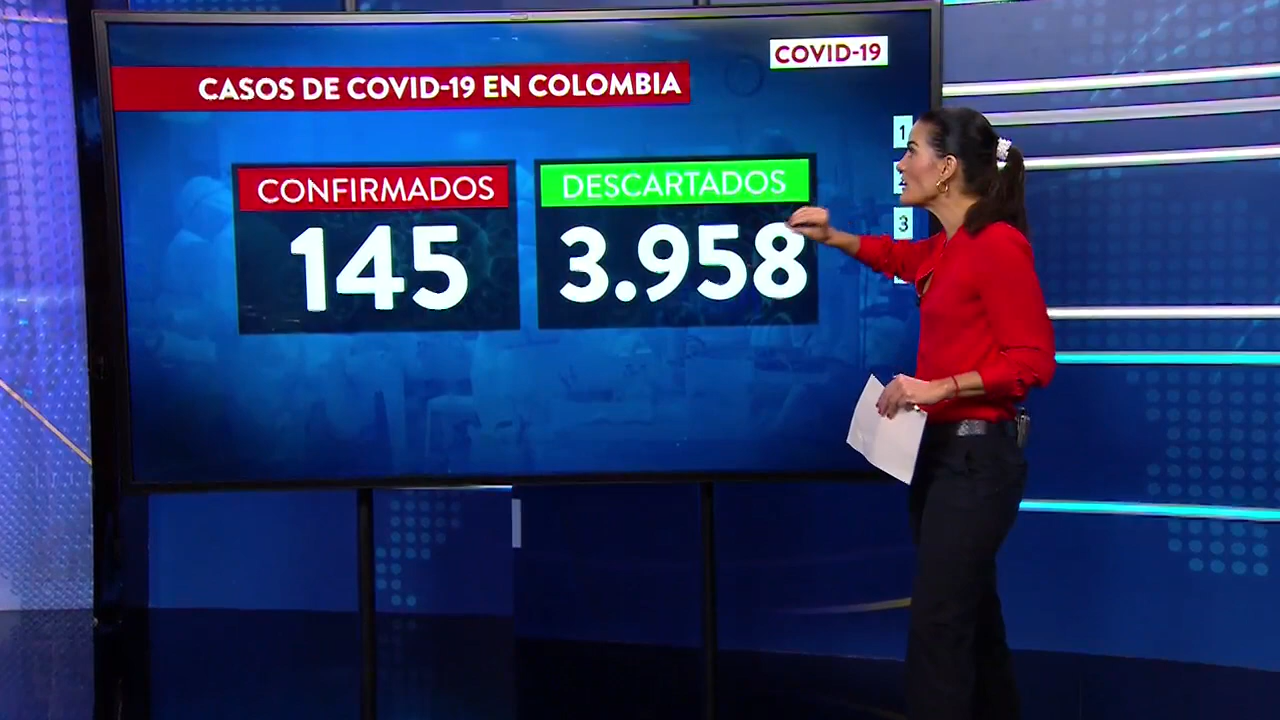 COVID-19
CASOS DE COVID-19 EN COLOMBIA
CONFIRMADOS
145
DESCARTADOS
3.958
1
3